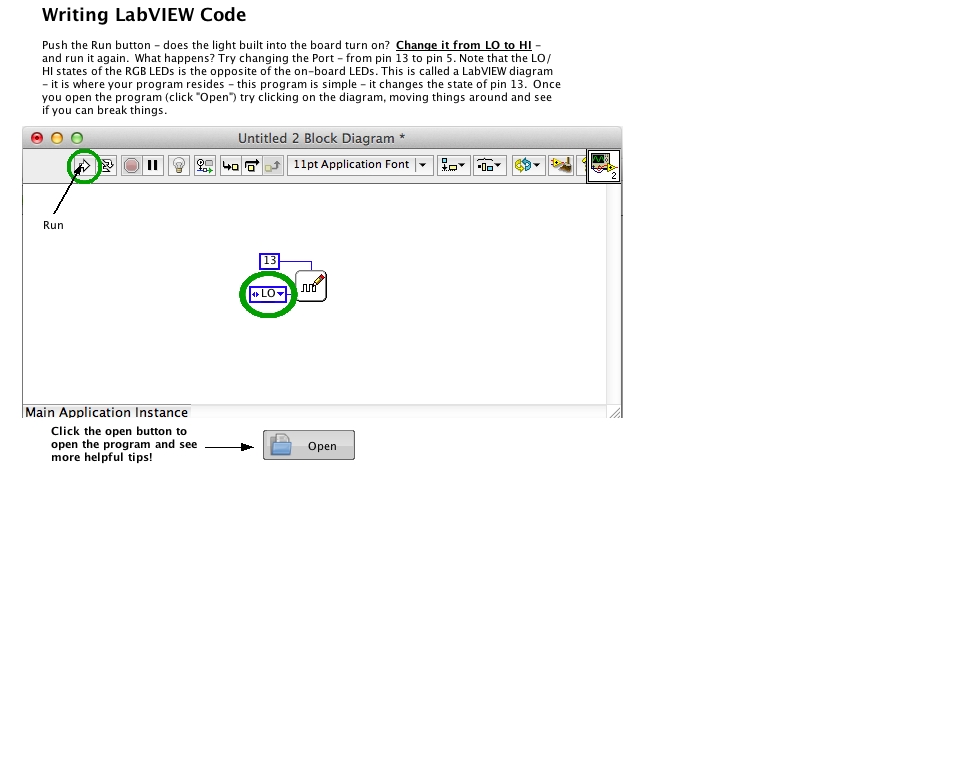 Writing LabVIEW Code
Push the Run button - does the light built into the board turn on?  Change it from LO to HI -
and run it again.  What happens? Try changing the Port - from pin 13 to pin 5. Note that the LO/
HI states of the RGB LEDs is the opposite of the on-board LEDs. This is called a LabVIEW diagram
- it is where your program resides - this program is simple - it changes the state of pin 13.  Once
you open the program (click "Open") try clicking on the diagram, moving things around and see
if you can break things.
Untitled 2 Block Diagram *
11pt Application Font
2
Run
13
LO
Main Application Instance
Click the open button to
open the program and see
more helpful tips!
Open